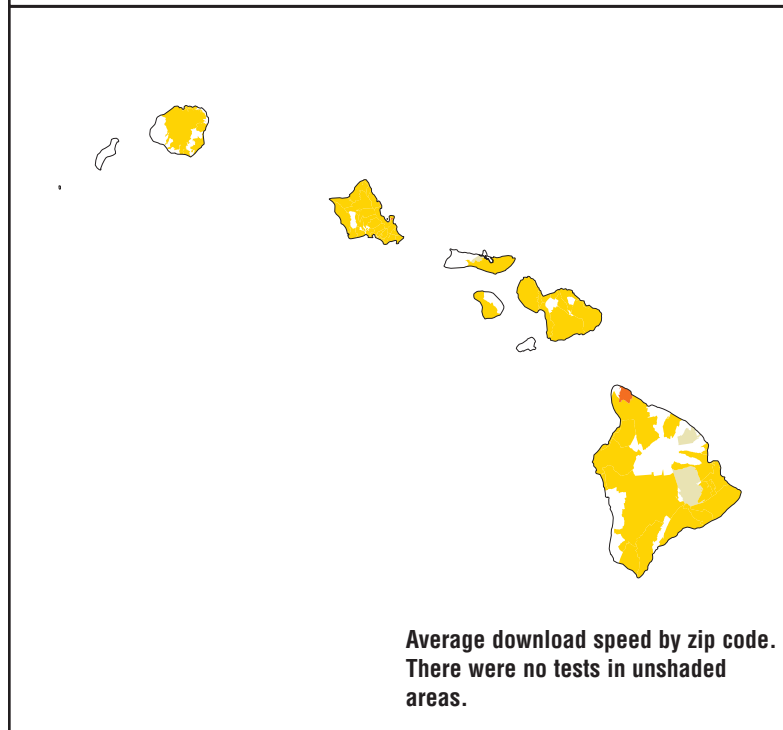 Average download speed by zip code.
There were no tests in unshaded
areas.